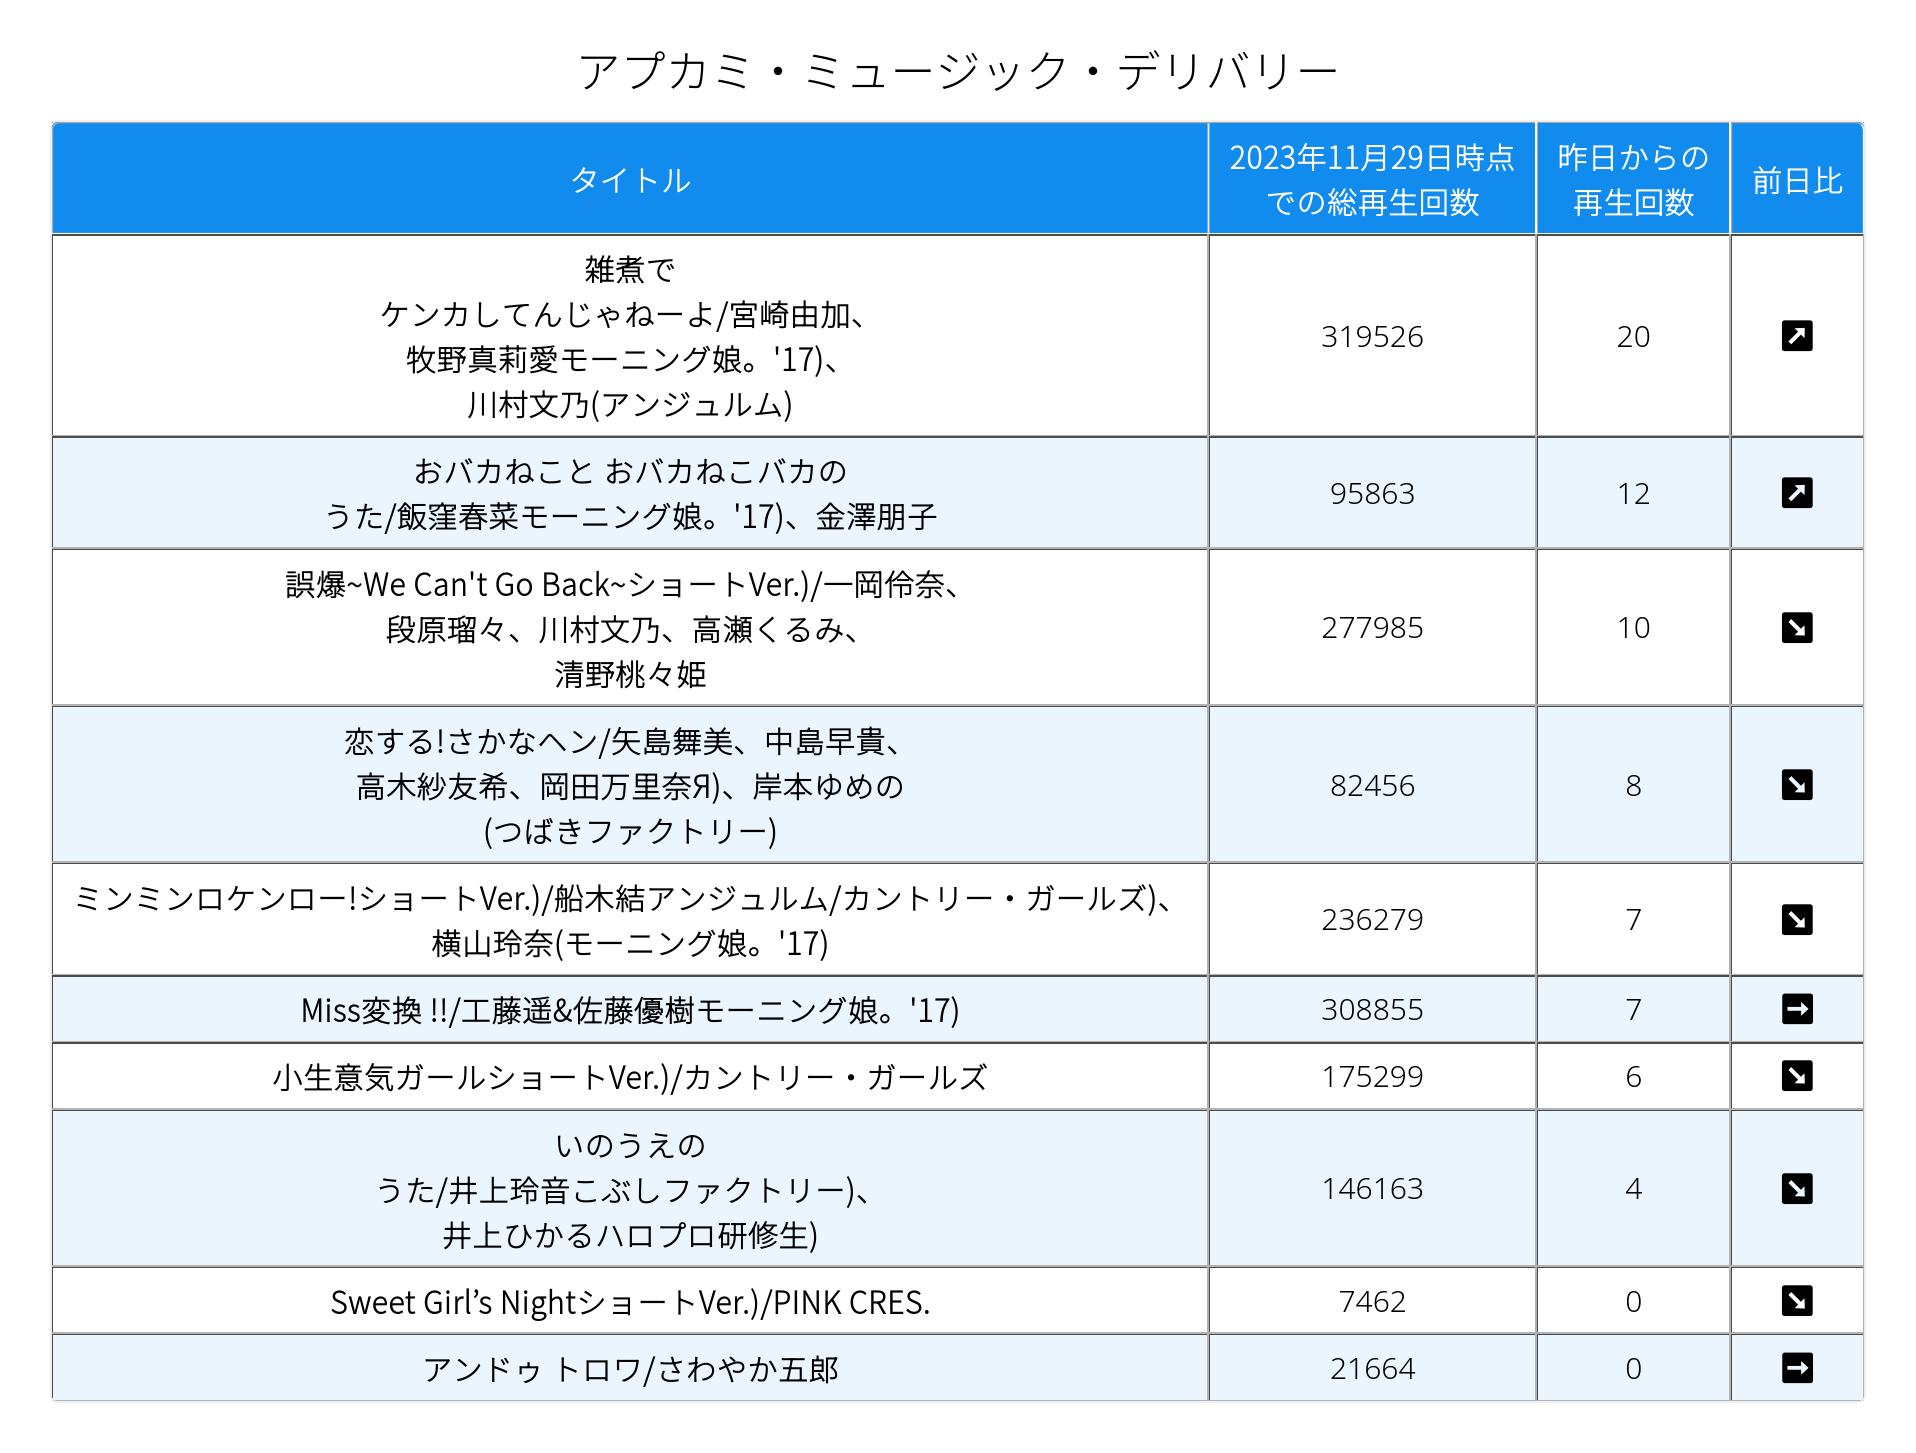 アプカミ・ミュージック・デリバリー
タイトル
2023年11月29日時点
での総再生回数
昨日からの
再生回数
前日比
雑煮で
ケンカしてんじゃねーよ/宮崎由加、
牧野真莉愛モーニング娘。'17)、
川村文乃(アンジュルム)
319526
20
おバカねこと おバカねこバカの
うた/飯窪春菜モーニング娘。'17)、金澤朋子
95863
12
誤爆~We Can't Go Back~ショートVer.)/一岡伶奈、
段原瑠々、川村文乃、高瀬くるみ、
清野桃々姫
277985
10
恋する!さかなヘン/矢島舞美、中島早貴、
高木紗友希、岡田万里奈Я)、岸本ゆめの
(つばきファクトリー)
82456
8
ミンミンロケンロー!ショートVer.)/船木結アンジュルム/カントリー・ガールズ)、
横山玲奈(モーニング娘。'17)
236279
7
Miss変換 !!/工藤遥&佐藤優樹モーニング娘。'17)
308855
7
小生意気ガールショートVer.)/カントリー・ガールズ
175299
6
いのうえの
うた/井上玲音こぶしファクトリー)、
井上ひかるハロプロ研修生)
146163
4
Sweet Girl’s NightショートVer.)/PINK CRES.
7462
0
アンドゥ トロワ/さわやか五郎
21664
0